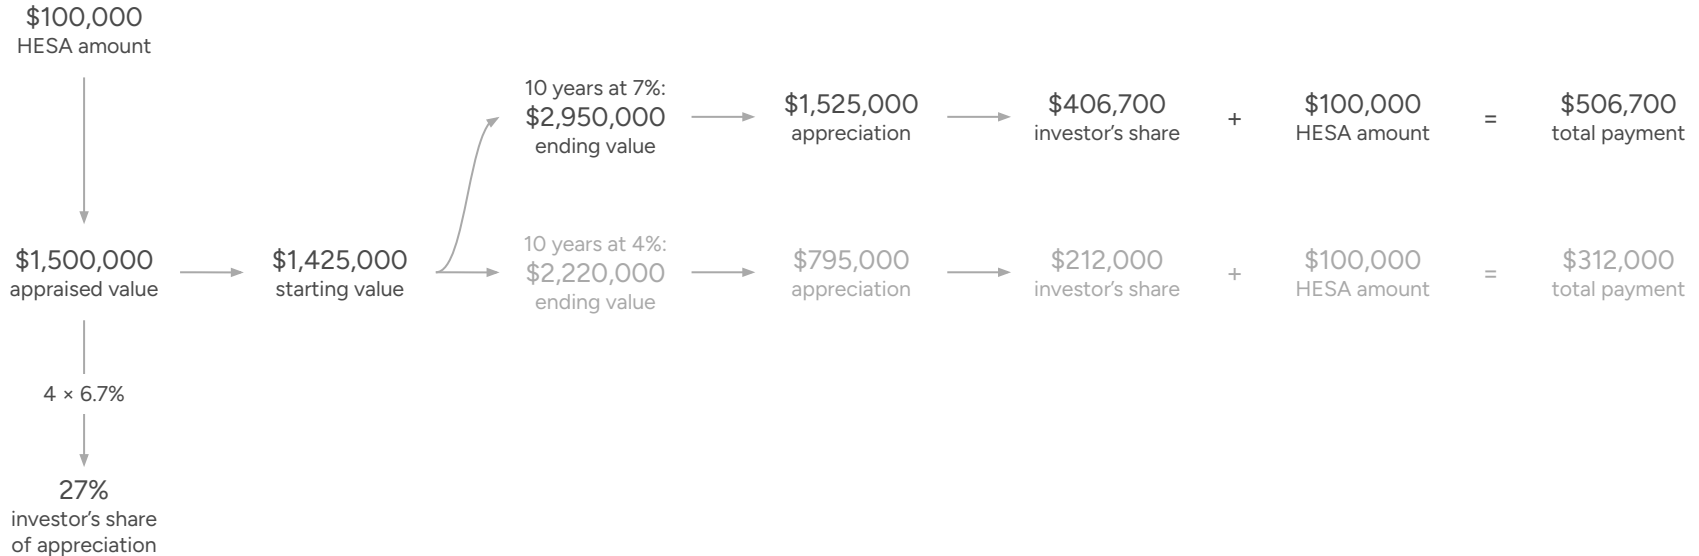 $100,000
HESA amount
10 years at 7%:
$2,950,000
ending value
$1,525,000
appreciation
$406,700
investor’s share
+
$100,000
HESA amount
=
$506,700
total payment
$1,500,000
appraised value
$1,425,000
starting value
10 years at 4%:
$2,220,000
ending value
$795,000
appreciation
$212,000
investor’s share
+
$100,000
HESA amount
=
$312,000
total payment
4 × 6.7%
27%
investor’s share
of appreciation